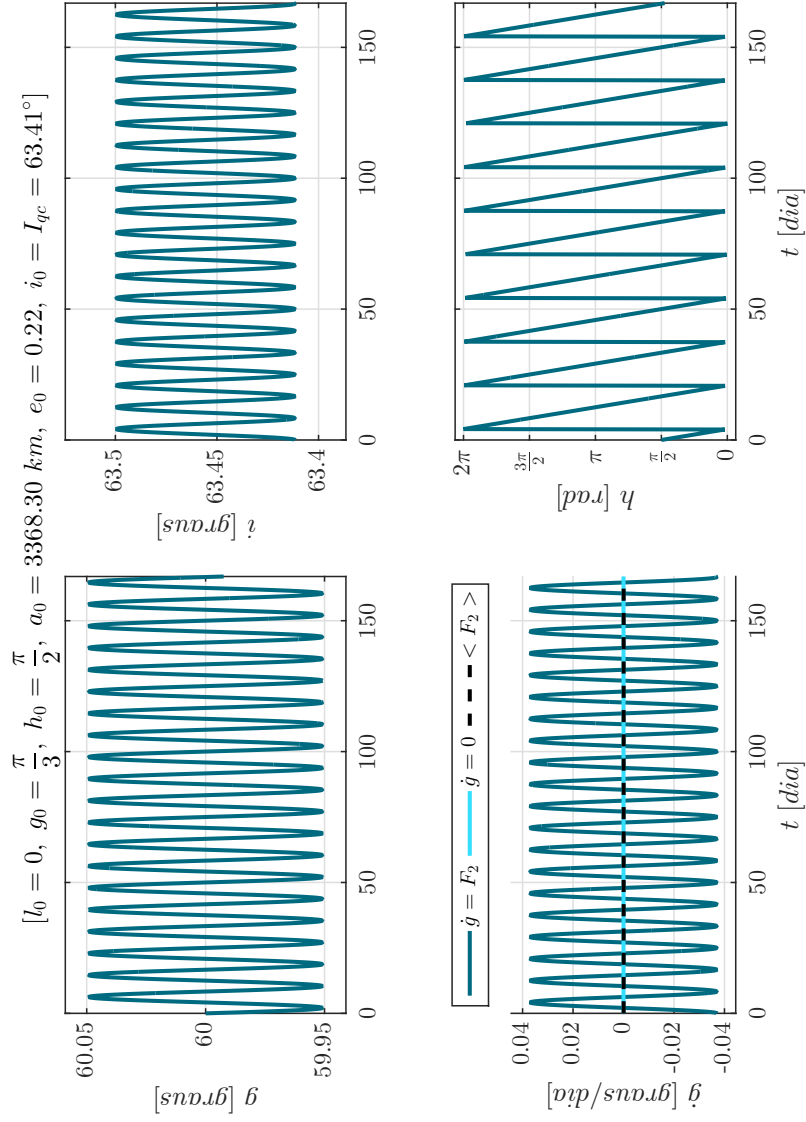 [l₀ = 0, g₀ = π/3, h₀ = π/2, a₀ = 3368.30 km, e₀ = 0.22, i₀ = I_qc = 63.41°]
g [graus]
60.05
60
59.95
0 50 100 150
i [graus]
63.5
63.45
63.4
0 50 100 150
ġ = F₂ ġ = 0 < F₂ >
ġ [graus/dia]
0.04
0.02
0
-0.02
-0.04
0 50 100 150
t [dia]
h [rad]
2π
3π/2
π
π/2
0
0 50 100 150
t [dia]